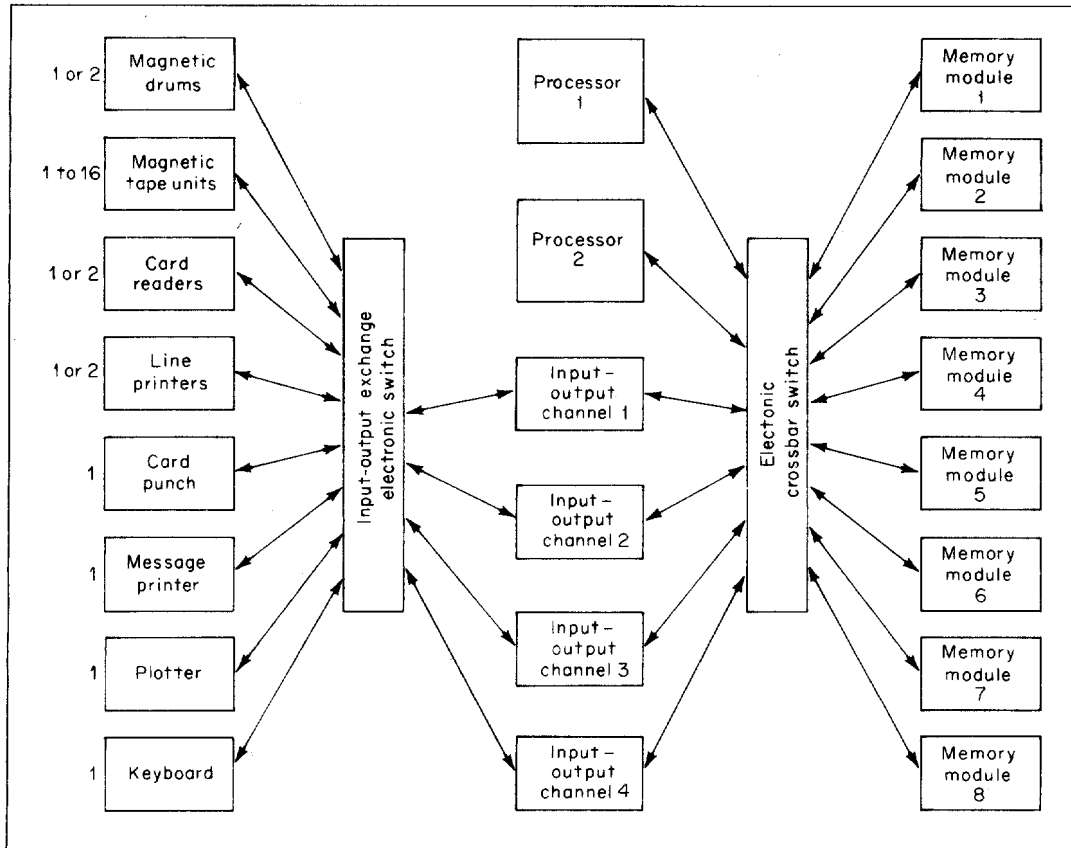 1 or 2
Magnetic
drums
1 to 16
Magnetic
tape units
1 or 2
Card
readers
1 or 2
Line
printers
1
Card
punch
1
Message
printer
1
Plotter
1
Keyboard
Input-output exchange
electronic switch
Processor
1
Processor
2
Input-
output
channel 1
Input-
output
channel 2
Input-
output
channel 3
Input-
output
channel 4
Electonic
crossbar switch
Memory
module
1
Memory
module
2
Memory
module
3
Memory
module
4
Memory
module
5
Memory
module
6
Memory
module
7
Memory
module
8